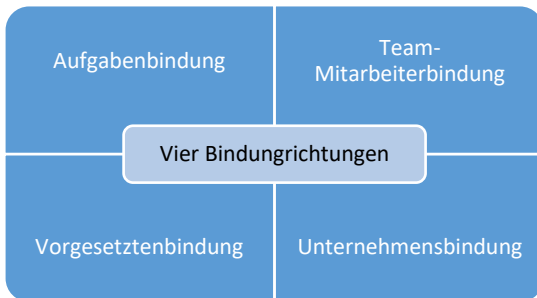 Aufgabenbindung
Team-
Mitarbeiterbindung
Vier Bindungrichtungen
Vorgesetztenbindung
Unternehmensbindung